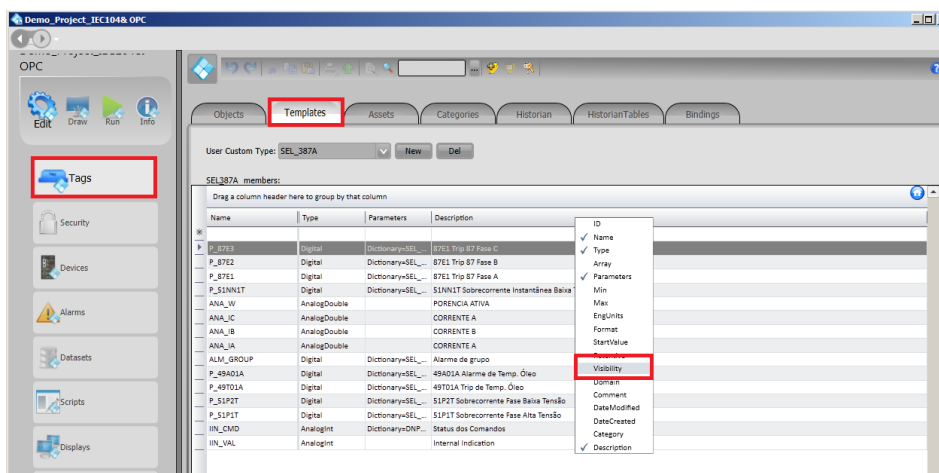 Demo_Project_IEC104& OPC
OPC
Edit Draw Run Info
Objects Templates Assets Categories Historian HistorianTables Bindings
User Custom Type: SEL_387A New Del
Tags
SEL387A members:
Drag a column header here to group by that column
Name Type Parameters Description
ID
Name
Type
Array
Parameters
Min
Max
EngUnits
Format
StartValue
Visibility
Domain
Comment
DateModified
DateCreated
Category
Description
P_87E3 Digital Dictionary=SEL_... 87E1 Trip 87 Fase C
P_87E2 Digital Dictionary=SEL_... 87E1 Trip 87 Fase B
P_87E1 Digital Dictionary=SEL_... 87E1 Trip 87 Fase A
P_51NN1T Digital Dictionary=SEL_... 51NN1T Sobrecorrente Instantânea Baixa
ANA_W AnalogDouble PORENCIA ATIVA
ANA_IC AnalogDouble CORRENTE A
ANA_IB AnalogDouble CORRENTE B
ANA_IA AnalogDouble CORRENTE A
ALM_GROUP Digital Dictionary=SEL_... Alarme de grupo
P_49A01A Digital Dictionary=SEL_... 49A01A Alarme de Temp. Óleo
P_49T01A Digital Dictionary=SEL_... 49T01A Trip de Temp. Óleo
P_51P2T Digital Dictionary=SEL_... 51P2T Sobrecorrente Fase Baixa Tensão
P_51P1T Digital Dictionary=SEL_... 51P1T Sobrecorrente Fase Alta Tensão
IIN_CMD AnalogInt Dictionary=DNP... Status dos Comandos
IIN_VAL AnalogInt Internal Indication
Security
Devices
Alarms
Datasets
Scripts
Displays